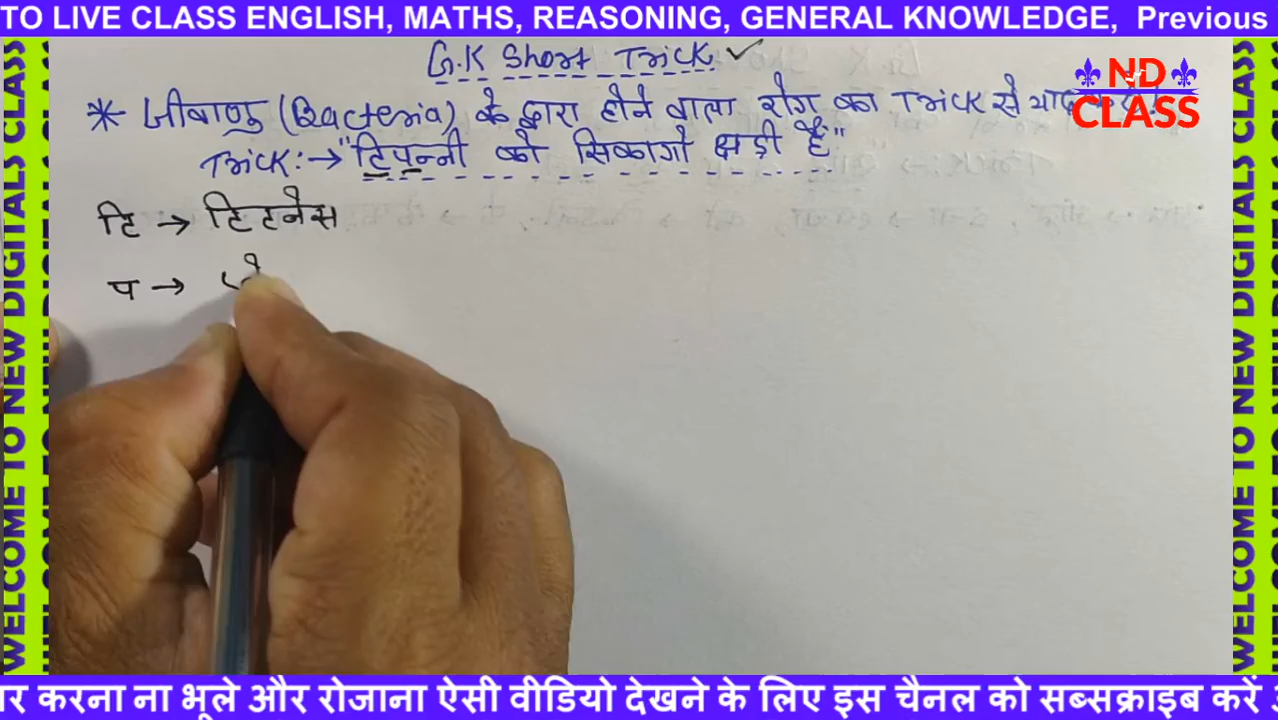 TO LIVE CLASS ENGLISH, MATHS, REASONING, GENERAL KNOWLEDGE, Previous
G.K Short Trick ✓
ND
CLASS
* जीवाणु (Bacteria) के द्वारा होने वाला रोग का Trick से
Trick:→ "टिपन्नी को सिकागो झड़ी है"
टि → टिटनेस
प →
WELCOME TO NEW DIGITALS CLASS
WELCOME TO NEW DIGITALS CLASS
र करना ना भूले और रोजाना ऐसी वीडियो देखने के लिए इस चैनल को सब्सक्राइब करें